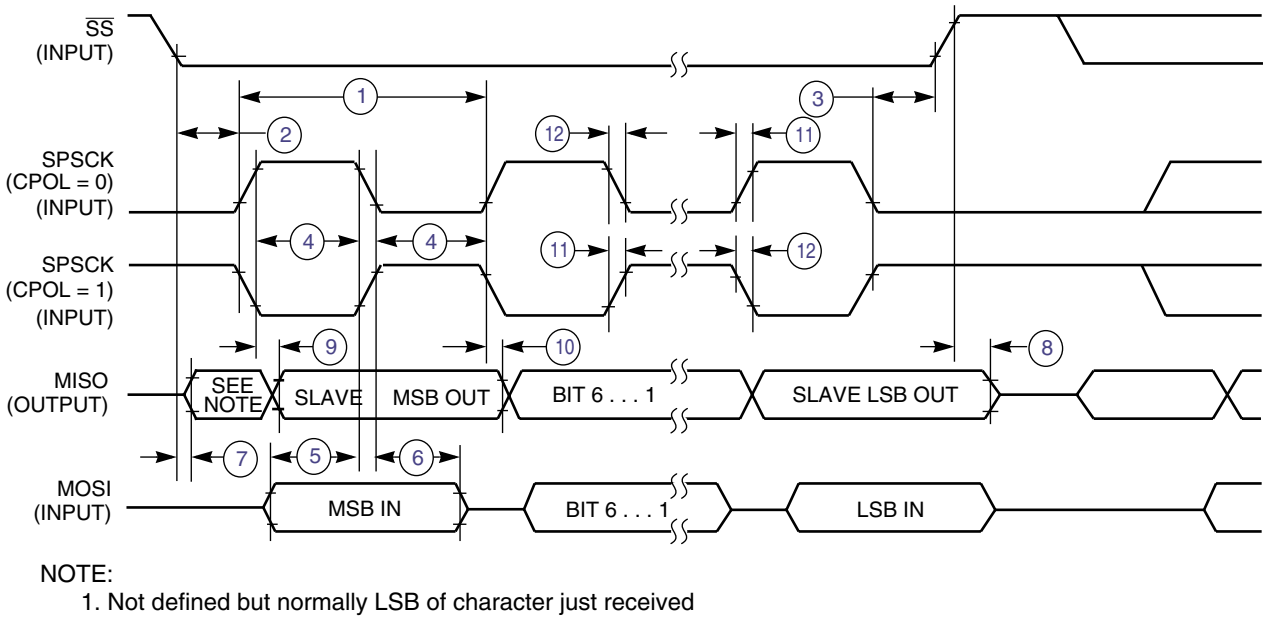 SS
(INPUT)
1
3
2
12
11
SPSCK
(CPOL = 0)
(INPUT)
4
4
11
12
SPSCK
(CPOL = 1)
(INPUT)
9
10
8
MISO
(OUTPUT)
SEE
NOTE
SLAVE
MSB OUT
BIT 6 . . . 1
SLAVE LSB OUT
7
5
6
MOSI
(INPUT)
MSB IN
BIT 6 . . . 1
LSB IN
NOTE:
1. Not defined but normally LSB of character just received